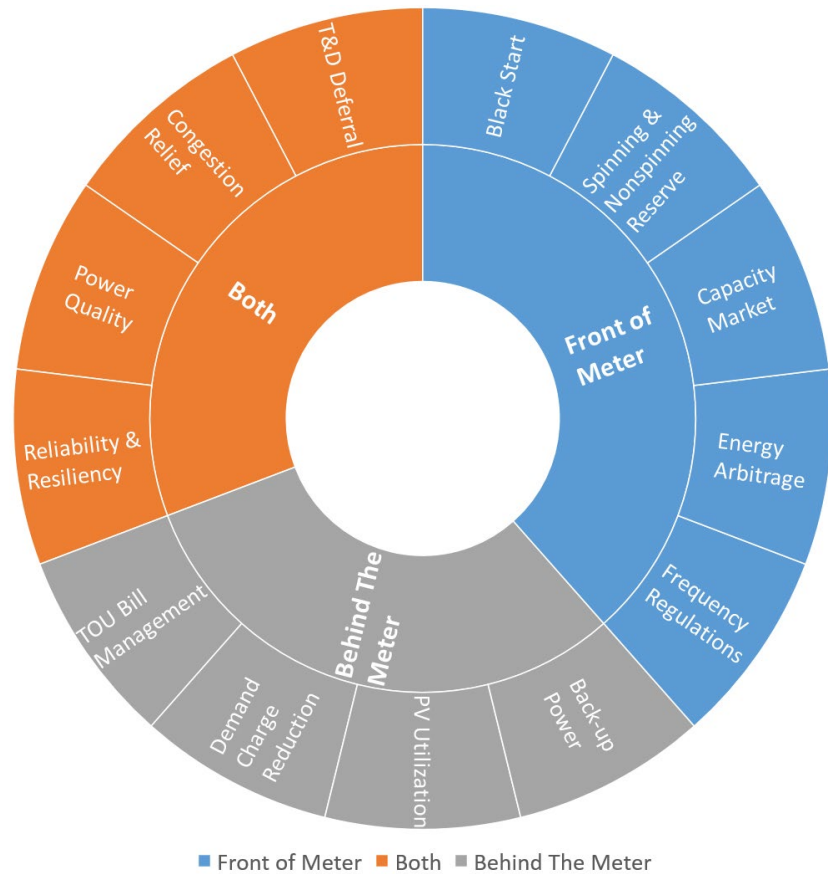 Black Start
Spinning &
Nonspinning
Reserve
Capacity
Market
Energy
Arbitrage
Frequency
Regulations
Back-up
Power
PV Utilization
Demand
Charge
Reduction
TOU Bill
Management
Reliability &
Resiliency
Power
Quality
Congestion
Relief
T&D Deferral
Front of
Meter
Behind The
Meter
Both
Front of Meter
Both
Behind The Meter